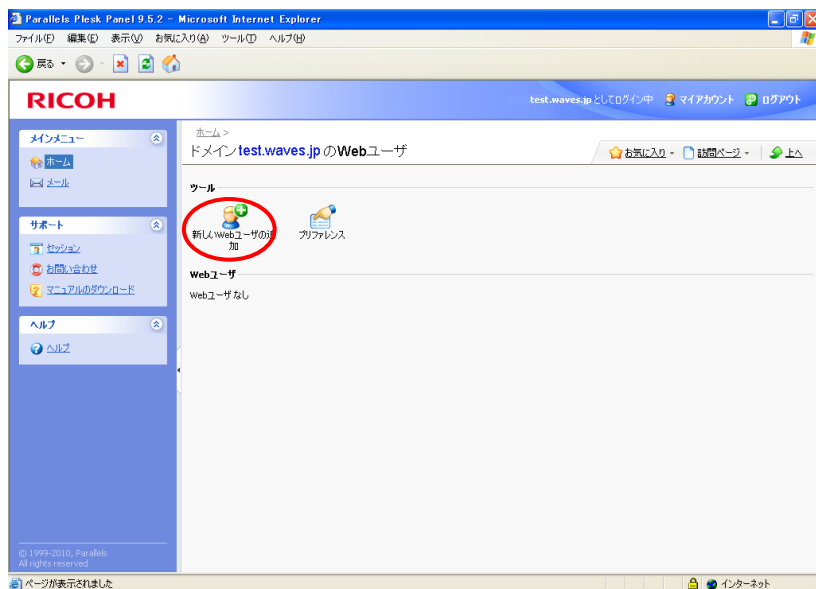 Parallels Plesk Panel 9.5.2 - Microsoft Internet Explorer
ファイル(F) 編集(E) 表示(V) お気に入り(A) ツール(T) ヘルプ(H)
戻る
RICOH
test.waves.jp としてログイン中 マイアカウント ログアウト
メインメニュー
ホーム
メール
サポート
セッション
お問い合わせ
マニュアルのダウンロード
ヘルプ
ヘルプ
© 1999-2010, Parallels
All rights reserved
ホーム >
ドメイン test.waves.jp のWebユーザ
お気に入り 訪問ページ 上へ
ツール
新しいWebユーザの追
加
プリファレンス
Webユーザ
Webユーザ なし
ページが表示されました
インターネット